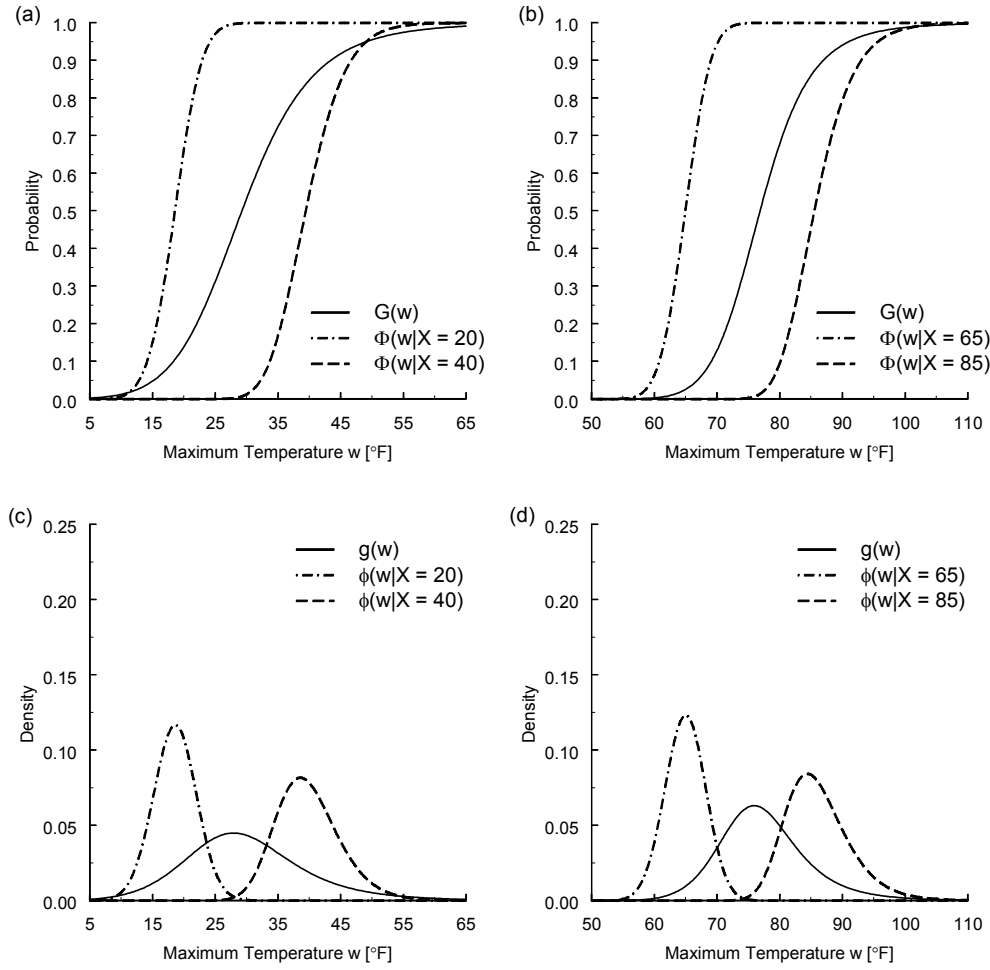 (a)
1.0
0.9
0.8
0.7
0.6
0.5
0.4
0.3
0.2
0.1
0.0
Probability
G(w)
Φ(w|X = 20)
Φ(w|X = 40)
5 15 25 35 45 55 65
Maximum Temperature w [°F]
(b)
1.0
0.9
0.8
0.7
0.6
0.5
0.4
0.3
0.2
0.1
0.0
Probability
G(w)
Φ(w|X = 65)
Φ(w|X = 85)
50 60 70 80 90 100 110
Maximum Temperature w [°F]
(c)
0.25
0.20
0.15
0.10
0.05
0.00
Density
g(w)
ϕ(w|X = 20)
ϕ(w|X = 40)
5 15 25 35 45 55 65
Maximum Temperature w [°F]
(d)
0.25
0.20
0.15
0.10
0.05
0.00
Density
g(w)
ϕ(w|X = 65)
ϕ(w|X = 85)
50 60 70 80 90 100 110
Maximum Temperature w [°F]